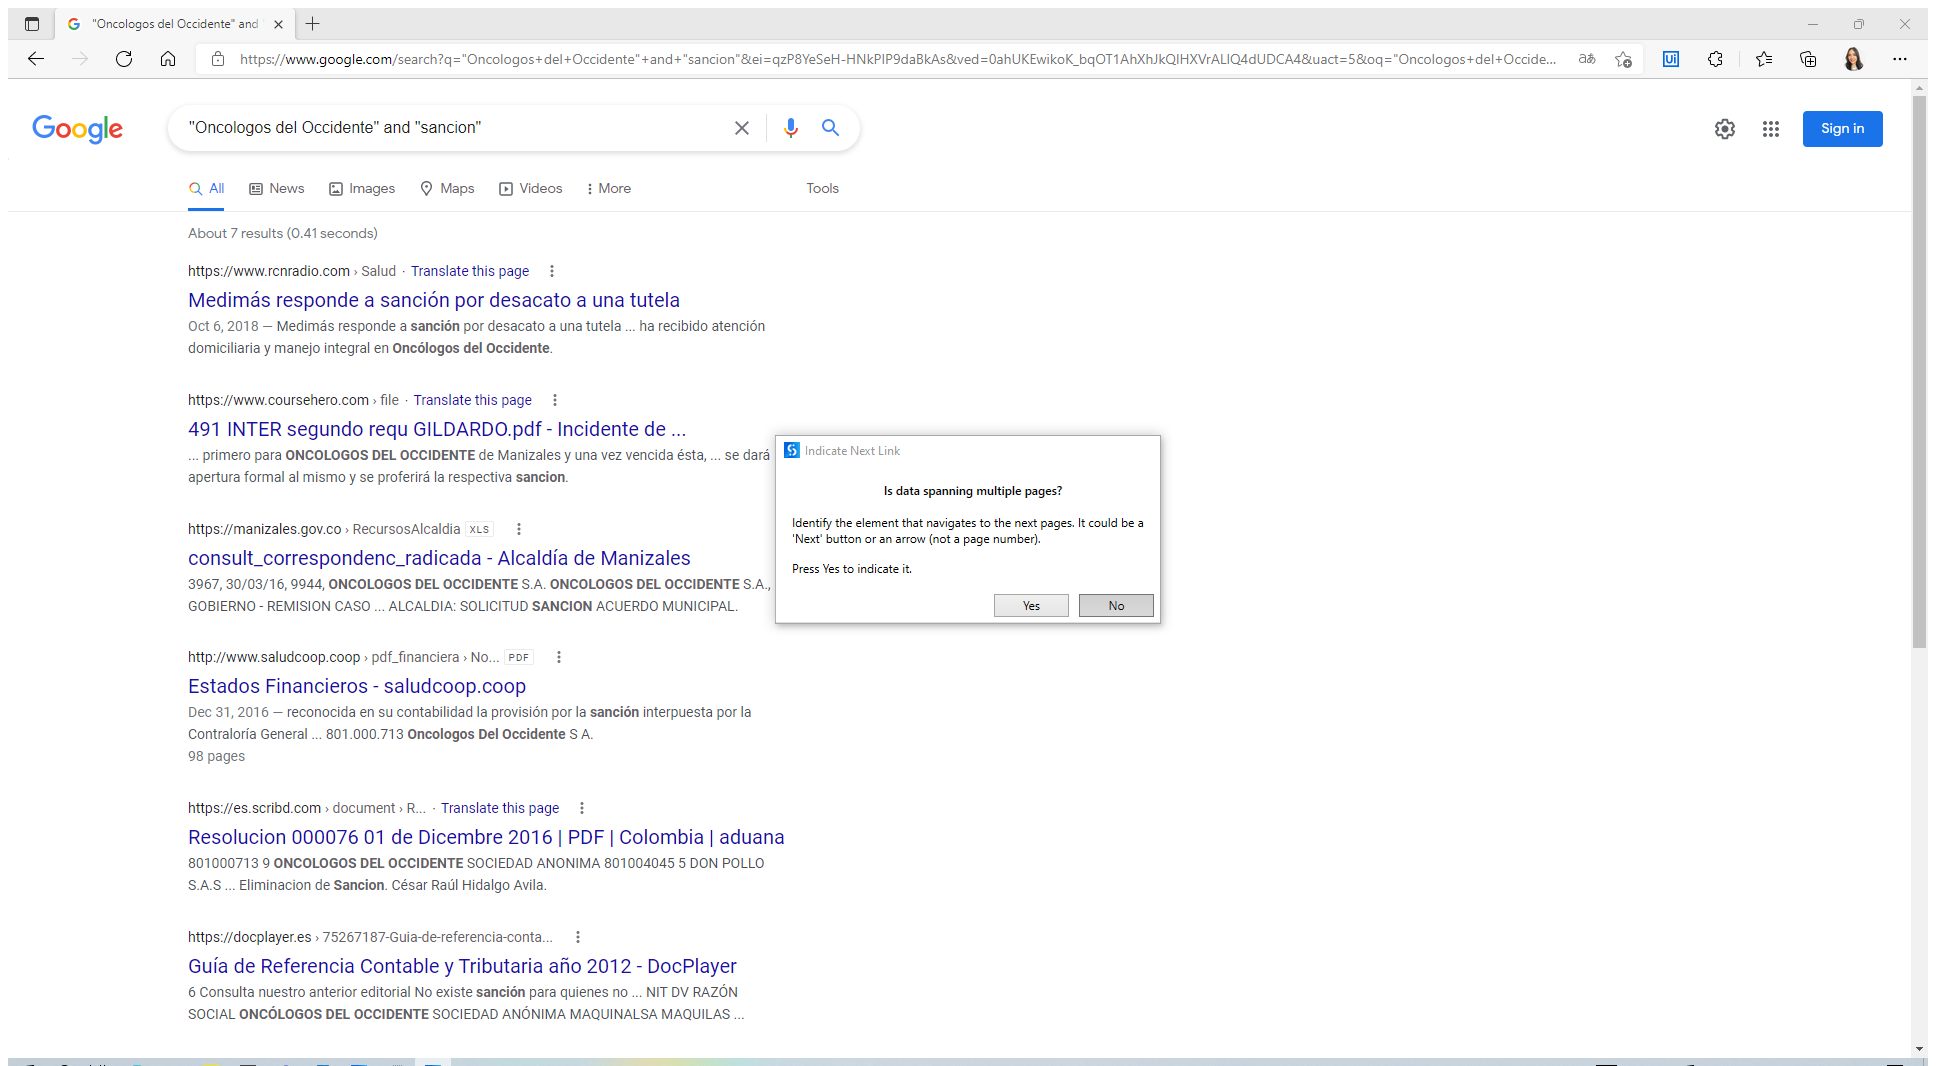 "Oncologos del Occidente" and
https://www.google.com/search?q="Oncologos+del+Occidente"+and+"sancion"&ei=qzP8YeSeH-HNkPIP9daBkAs&ved=0ahUKEwikoK_bqOT1AhXhJkQIHXVrALIQ4dUDCA4&uact=5&oq="Oncologos+del+Occide...
Google
"Oncologos del Occidente" and "sancion"
Sign in
All News Images Maps Videos More Tools
About 7 results (0.41 seconds)
https://www.rcnradio.com › Salud · Translate this page
Medimás responde a sanción por desacato a una tutela
Oct 6, 2018 — Medimás responde a sanción por desacato a una tutela ... ha recibido atención
domiciliaria y manejo integral en Oncólogos del Occidente.
https://www.coursehero.com › file · Translate this page
491 INTER segundo requ GILDARDO.pdf - Incidente de ...
... primero para ONCOLOGOS DEL OCCIDENTE de Manizales y una vez vencida ésta, ... se dará
apertura formal al mismo y se proferirá la respectiva sancion.
https://manizales.gov.co › RecursosAlcaldia XLS
consult_correspondenc_radicada - Alcaldía de Manizales
3967, 30/03/16, 9944, ONCOLOGOS DEL OCCIDENTE S.A. ONCOLOGOS DEL OCCIDENTE S.A.,
GOBIERNO - REMISION CASO ... ALCALDIA: SOLICITUD SANCION ACUERDO MUNICIPAL.
http://www.saludcoop.coop › pdf_financiera › No... PDF
Estados Financieros - saludcoop.coop
Dec 31, 2016 — reconocida en su contabilidad la provisión por la sanción interpuesta por la
Contraloría General ... 801.000.713 Oncologos Del Occidente S A.
98 pages
https://es.scribd.com › document › R... · Translate this page
Resolucion 000076 01 de Dicembre 2016 | PDF | Colombia | aduana
801000713 9 ONCOLOGOS DEL OCCIDENTE SOCIEDAD ANONIMA 801004045 5 DON POLLO
S.A.S ... Eliminacion de Sancion. César Raúl Hidalgo Avila.
https://docplayer.es › 75267187-Guia-de-referencia-conta...
Guía de Referencia Contable y Tributaria año 2012 - DocPlayer
6 Consulta nuestro anterior editorial No existe sanción para quienes no ... NIT DV RAZÓN
SOCIAL ONCÓLOGOS DEL OCCIDENTE SOCIEDAD ANÓNIMA MAQUINALSA MAQUILAS ...
Indicate Next Link
Is data spanning multiple pages?
Identify the element that navigates to the next pages. It could be a
'Next' button or an arrow (not a page number).
Press Yes to indicate it.
Yes No